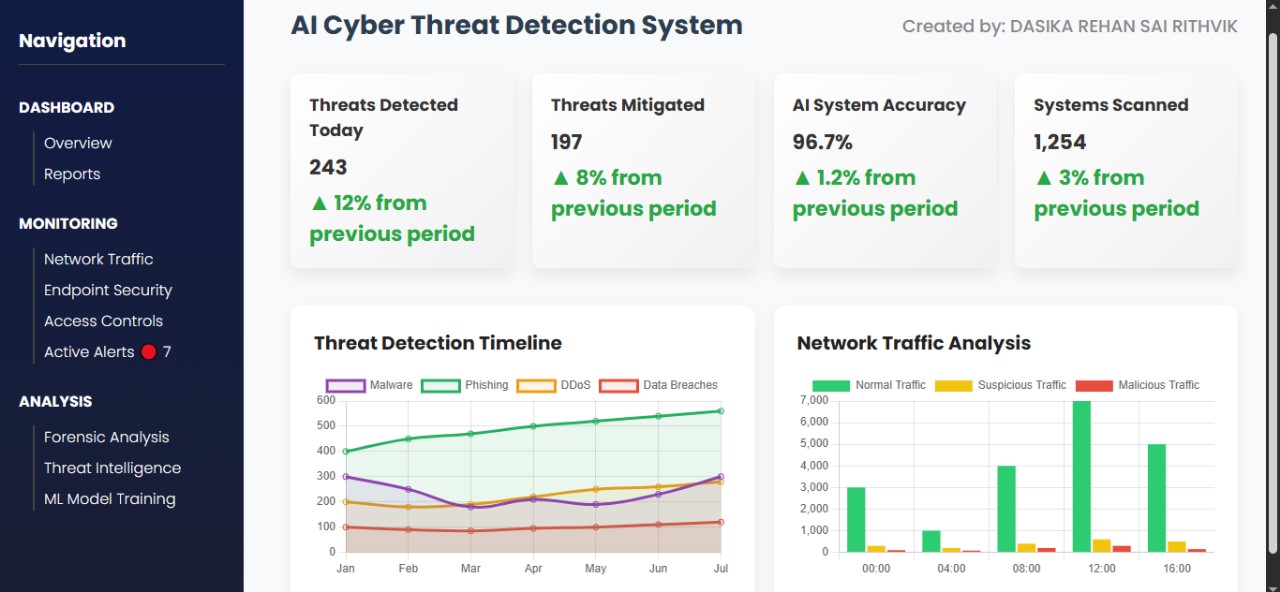 Navigation
DASHBOARD
Overview
Reports
MONITORING
Network Traffic
Endpoint Security
Access Controls
Active Alerts 7
ANALYSIS
Forensic Analysis
Threat Intelligence
ML Model Training
AI Cyber Threat Detection System
Created by: DASIKA REHAN SAI RITHVIK
Threats Detected
Today
243
▲ 12% from
previous period
Threats Mitigated
197
▲ 8% from
previous period
AI System Accuracy
96.7%
▲ 1.2% from
previous period
Systems Scanned
1,254
▲ 3% from
previous period
Threat Detection Timeline
Malware Phishing DDoS Data Breaches
600
500
400
300
200
100
0
Jan Feb Mar Apr May Jun Jul
Network Traffic Analysis
Normal Traffic Suspicious Traffic Malicious Traffic
7,000
6,000
5,000
4,000
3,000
2,000
1,000
0
00:00 04:00 08:00 12:00 16:00